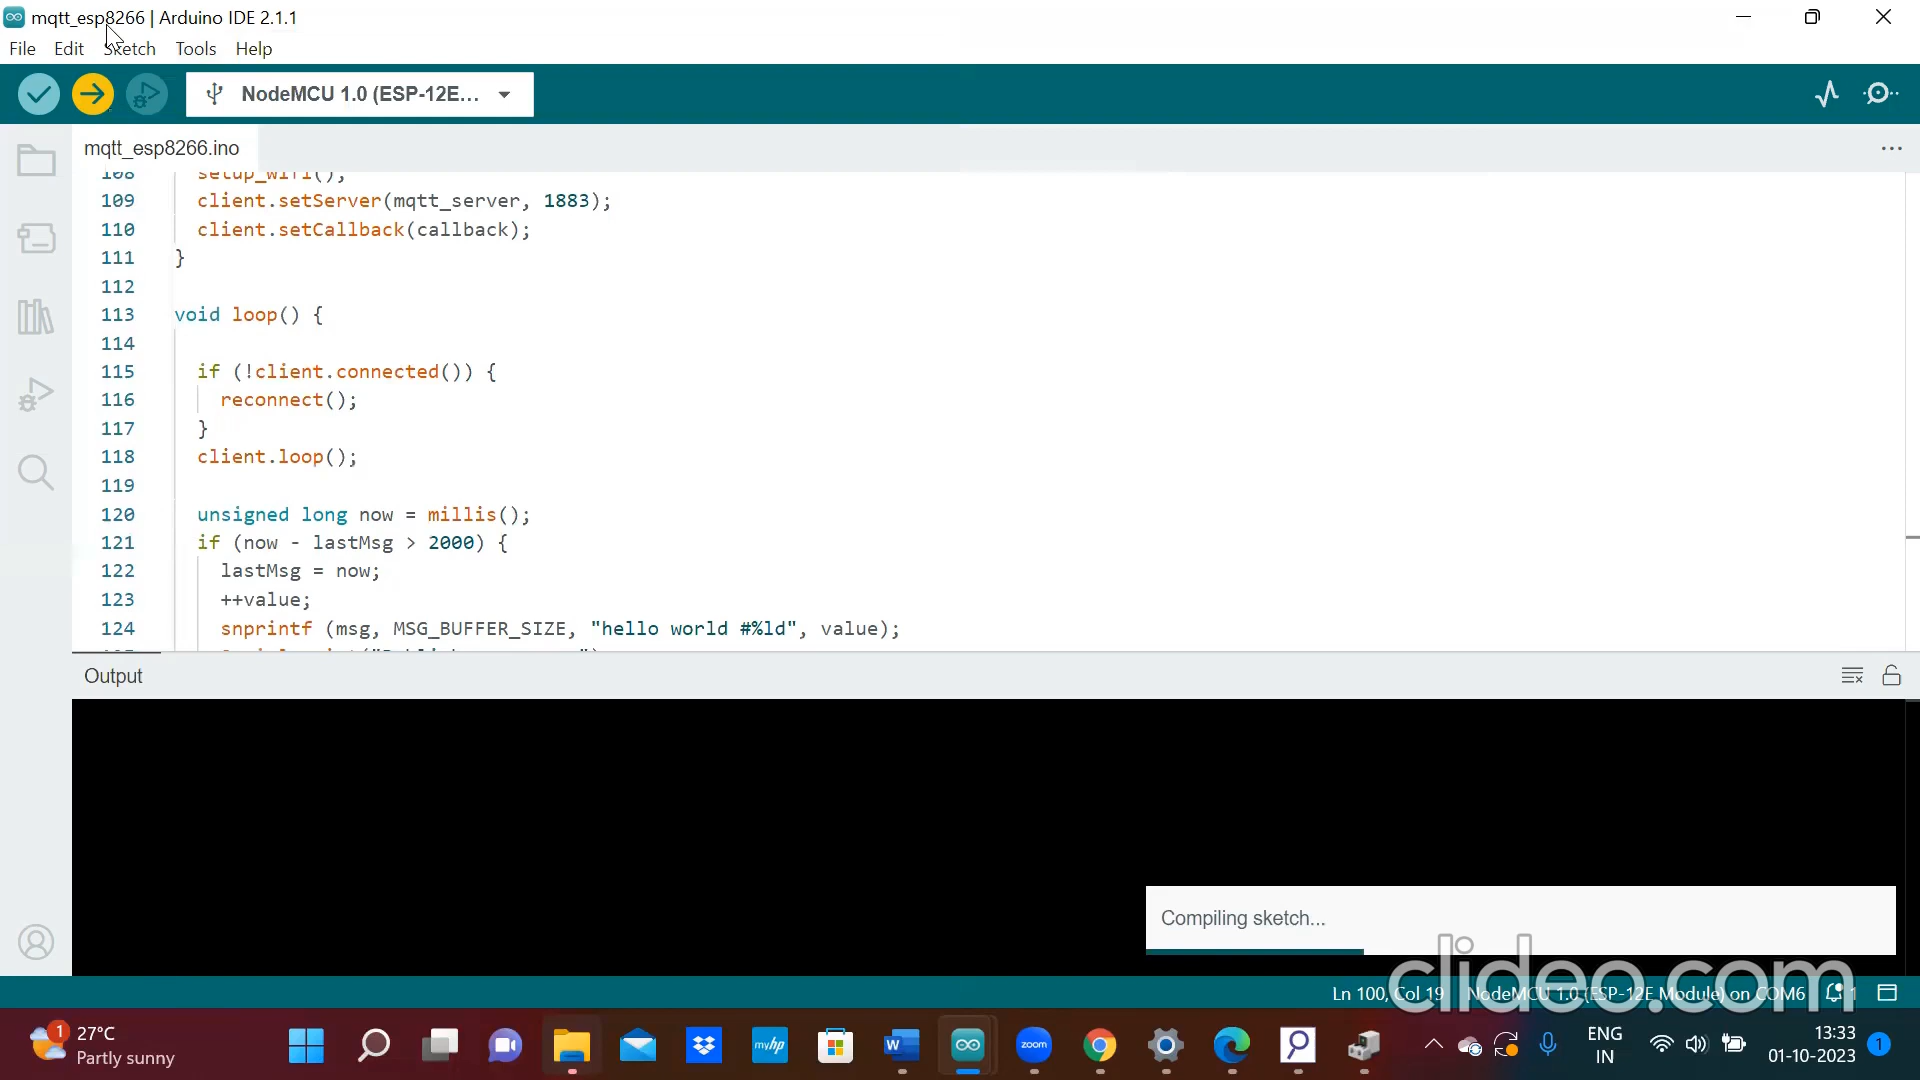 mqtt_esp8266 | Arduino IDE 2.1.1
File Edit Sketch Tools Help
NodeMCU 1.0 (ESP-12E...
mqtt_esp8266.ino
108 setup_wifi();
109 client.setServer(mqtt_server, 1883);
110 client.setCallback(callback);
111 }
112
113 void loop() {
114
115 if (!client.connected()) {
116 reconnect();
117 }
118 client.loop();
119
120 unsigned long now = millis();
121 if (now - lastMsg > 2000) {
122 lastMsg = now;
123 ++value;
124 snprintf (msg, MSG_BUFFER_SIZE, "hello world #%ld", value);
Output
Compiling sketch...
clideo.com
Ln 100, Col 19 NodeMCU 1.0 (ESP-12E Module) on COM6 1
1 27°C
Partly sunny
myhp
W
zoom
ENG
IN
13:33
01-10-2023
1